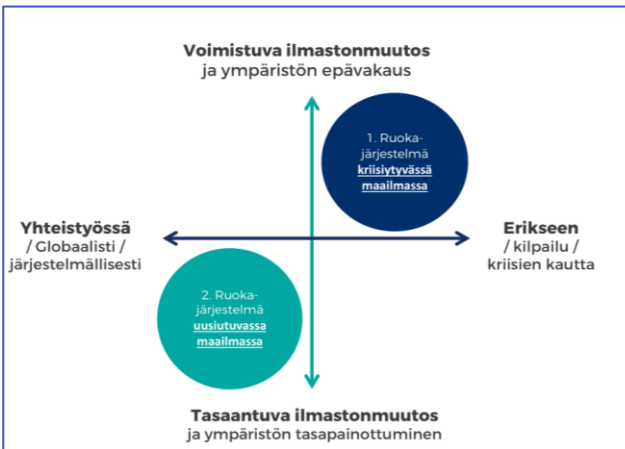 Voimistuva ilmastonmuutos
ja ympäristön epävakaus
1. Ruoka-
järjestelmä
kriisiytyvässä
maailmassa
Yhteistyössä
/ Globaalisti /
järjestelmällisesti
Erikseen
/ kilpailu /
kriisien kautta
2. Ruoka-
järjestelmä
uusiutuvassa
maailmassa
Tasaantuva ilmastonmuutos
ja ympäristön tasapainottuminen